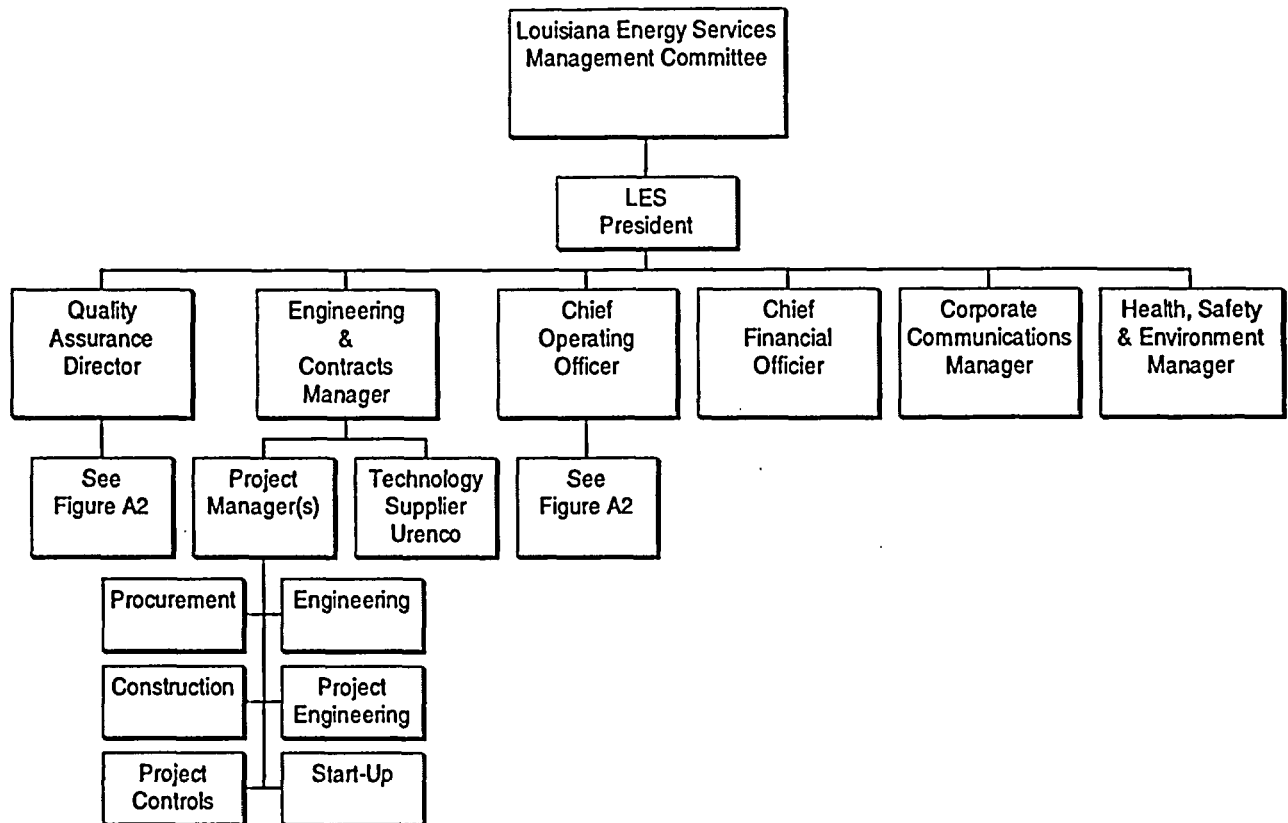 Louisiana Energy Services
Management Committee
LES
President
Quality
Assurance
Director
Engineering
&
Contracts
Manager
Chief
Operating
Officer
Chief
Financial
Officier
Corporate
Communications
Manager
Health, Safety
& Environment
Manager
See
Figure A2
Project
Manager(s)
Technology
Supplier
Urenco
See
Figure A2
Procurement
Engineering
Construction
Project
Engineering
Project
Controls
Start-Up